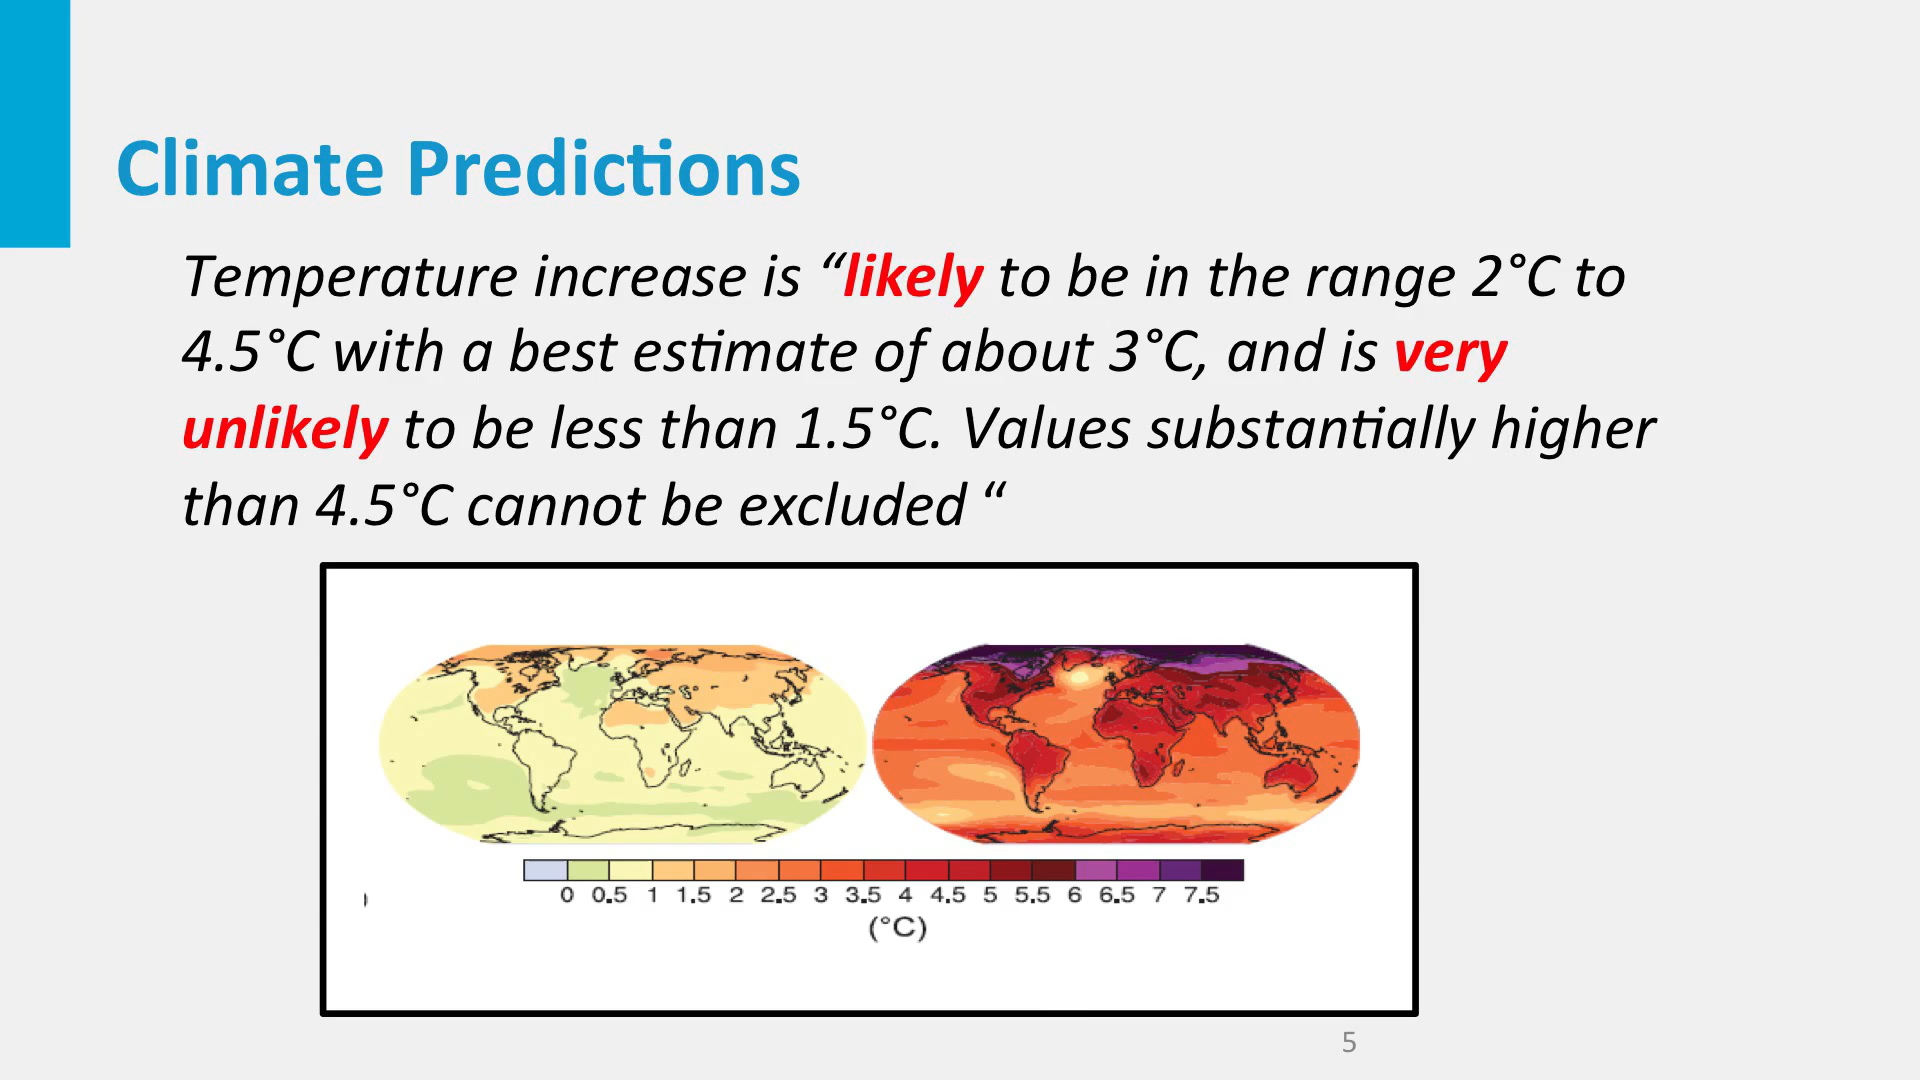 Climate Predictions
Temperature increase is “likely to be in the range 2°C to
4.5°C with a best estimate of about 3°C, and is very
unlikely to be less than 1.5°C. Values substantially higher
than 4.5°C cannot be excluded “
0 0.5 1 1.5 2 2.5 3 3.5 4 4.5 5 5.5 6 6.5 7 7.5
(°C)
5